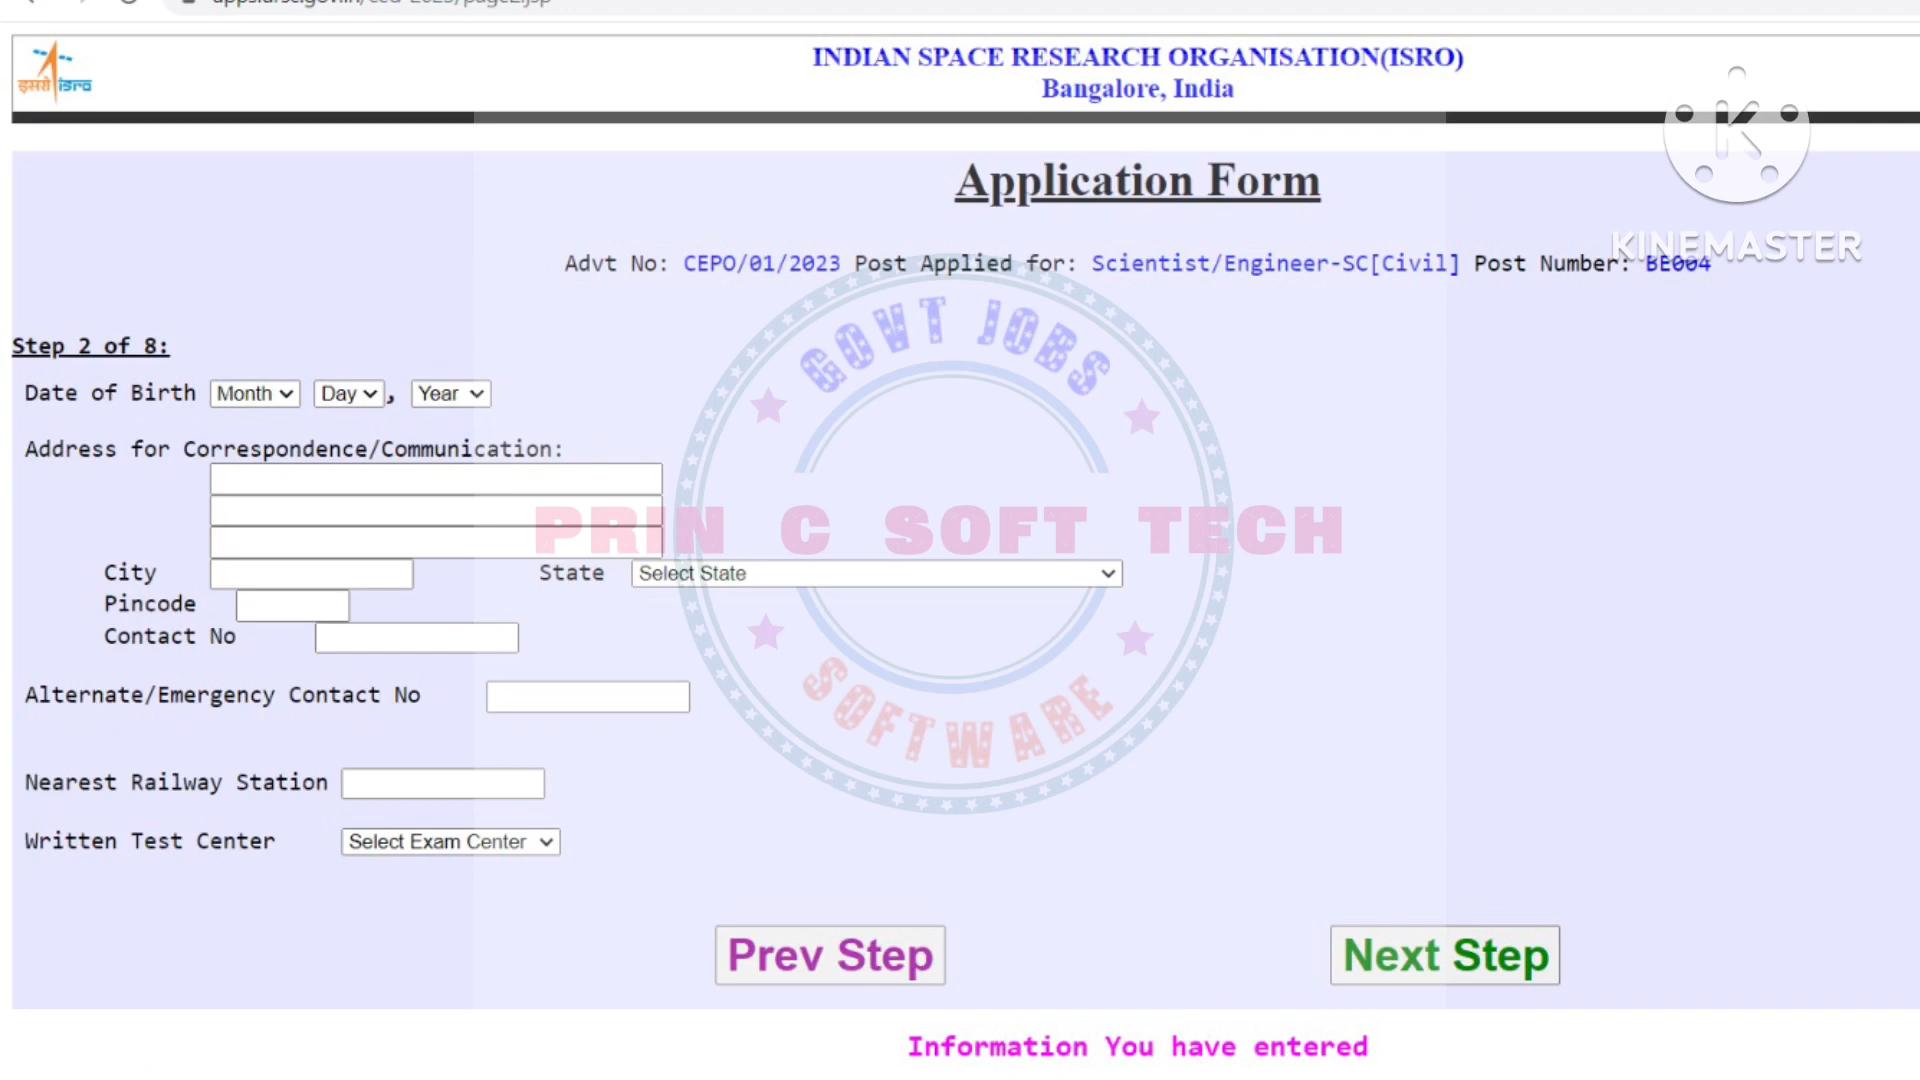 इसरो isro
INDIAN SPACE RESEARCH ORGANISATION(ISRO)
Bangalore, India
KINEMASTER
Application Form
Advt No: CEPO/01/2023 Post Applied for: Scientist/Engineer-SC[Civil] Post Number: BE004
GOVT JOBS
Step 2 of 8:
Date of Birth Month Day, Year
Address for Correspondence/Communication:
PRIN C SOFT TECH
City State Select State
Pincode
Contact No
SOFTWARE
Alternate/Emergency Contact No
Nearest Railway Station
Written Test Center Select Exam Center
Prev Step Next Step
Information You have entered